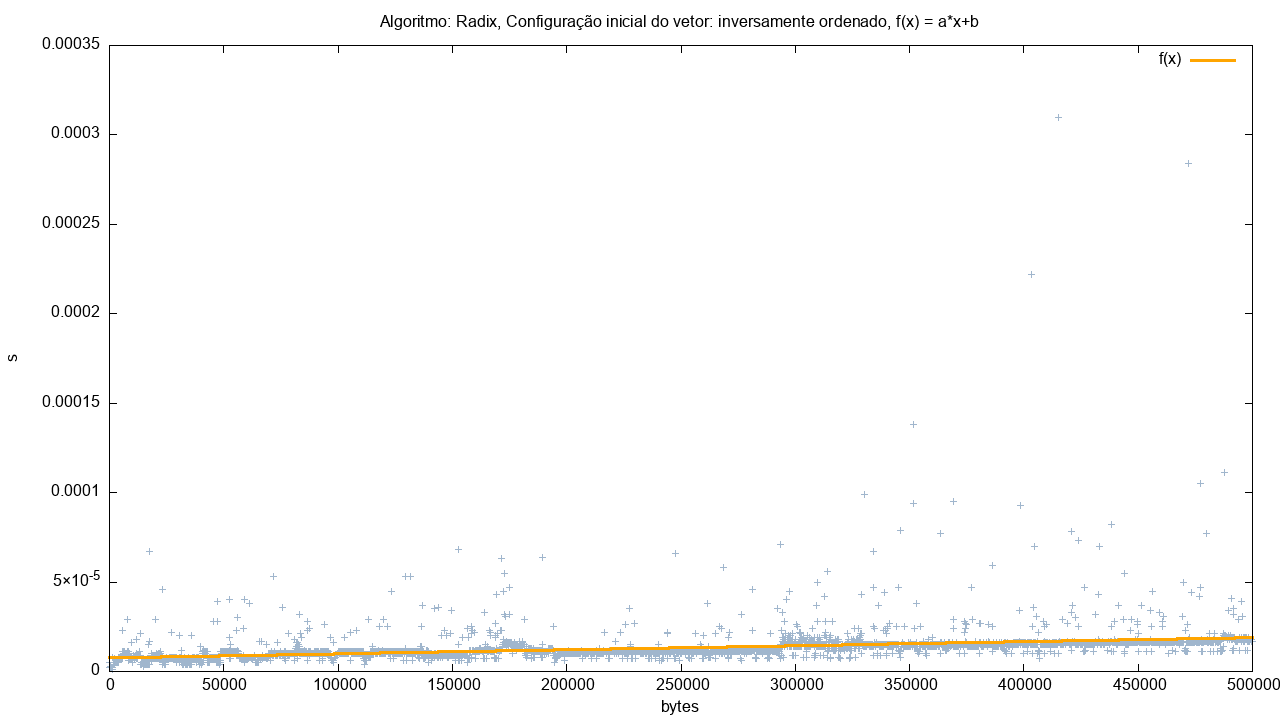 Algoritmo: Radix, Configuração inicial do vetor: inversamente ordenado, f(x) = a*x+b
f(x)
0.00035
0.0003
0.00025
0.0002
0.00015
0.0001
5×10⁻⁵
0
s
0 50000 100000 150000 200000 250000 300000 350000 400000 450000 500000
bytes